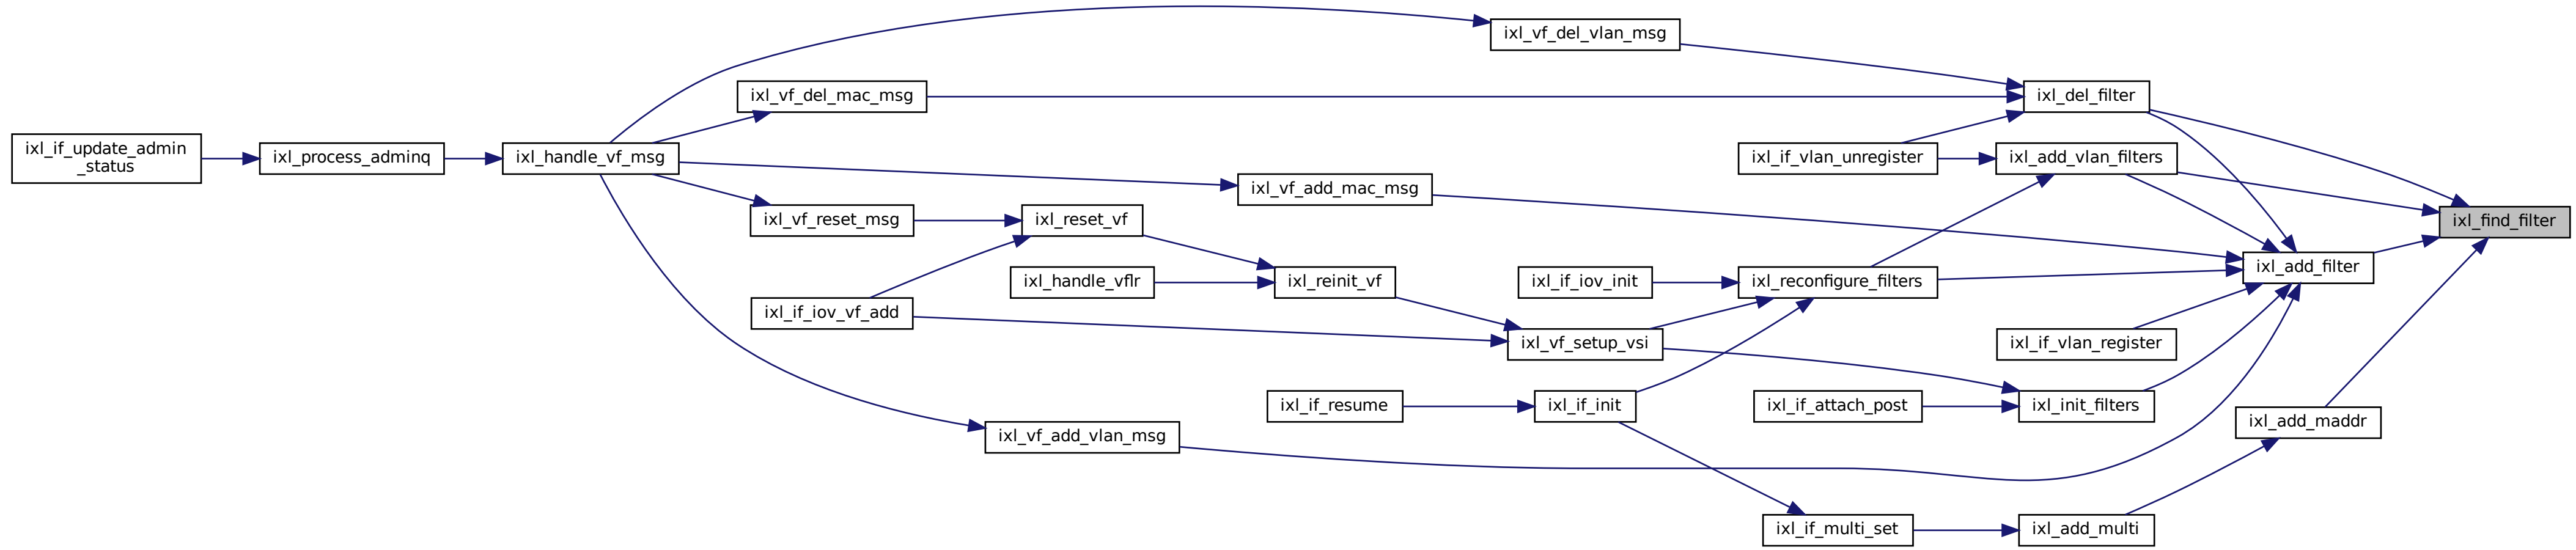 ixl_vf_del_vlan_msg
ixl_vf_del_mac_msg
ixl_del_filter
ixl_if_update_admin
_status
ixl_process_adminq
ixl_handle_vf_msg
ixl_if_vlan_unregister
ixl_add_vlan_filters
ixl_vf_add_mac_msg
ixl_vf_reset_msg
ixl_reset_vf
ixl_find_filter
ixl_add_filter
ixl_handle_vflr
ixl_reinit_vf
ixl_if_iov_init
ixl_reconfigure_filters
ixl_if_iov_vf_add
ixl_vf_setup_vsi
ixl_if_vlan_register
ixl_if_resume
ixl_if_init
ixl_if_attach_post
ixl_init_filters
ixl_add_maddr
ixl_vf_add_vlan_msg
ixl_if_multi_set
ixl_add_multi